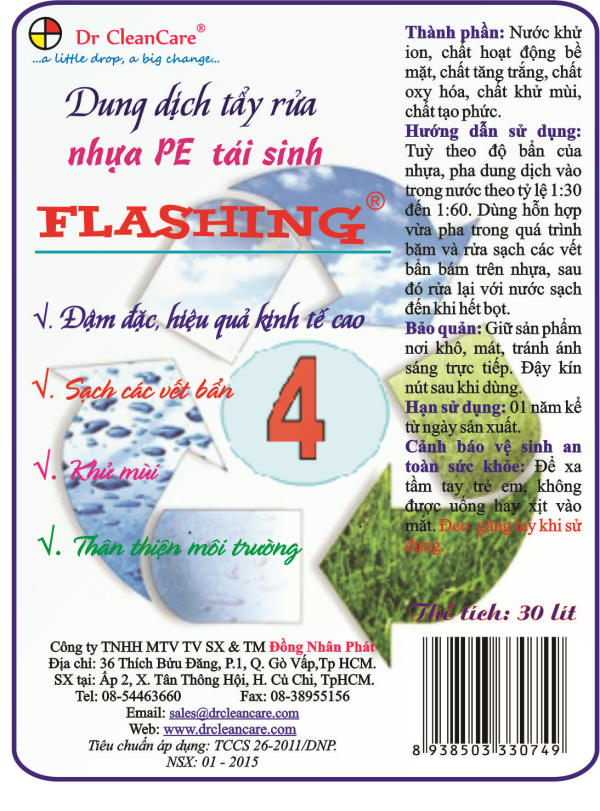 Dr CleanCare®
...a little drop, a big change...
Dung dịch tẩy rửa
nhựa PE tái sinh
FLASHING®
√. Đậm đặc, hiệu quả kinh tế cao
√. Sạch các vết bẩn
4
√. Khử mùi
√. Thân thiện môi trường
Công ty TNHH MTV TV SX & TM Đồng Nhân Phát
Địa chỉ: 36 Thích Bửu Đăng, P.1, Q. Gò Vấp,Tp HCM.
SX tại: Ấp 2, X. Tân Thông Hội, H. Củ Chi, TpHCM.
Tel: 08-54463660 Fax: 08-38955156
Email: sales@drcleancare.com
Web: www.drcleancare.com
Tiêu chuẩn áp dụng: TCCS 26-2011/DNP.
NSX: 01 - 2015
Thành phần: Nước khử
ion, chất hoạt động bề
mặt, chất tăng trắng, chất
oxy hóa, chất khử mùi,
chất tạo phức.
Hướng dẫn sử dụng:
Tuỳ theo độ bẩn của
nhựa, pha dung dịch vào
trong nước theo tỷ lệ 1:30
đến 1:60. Dùng hỗn hợp
vừa pha trong quá trình
băm và rửa sạch các vết
bẩn bám trên nhựa, sau
đó rửa lại với nước sạch
đến khi hết bọt.
Bảo quản: Giữ sản phẩm
nơi khô, mát, tránh ánh
sáng trực tiếp. Đậy kín
nút sau khi dùng.
Hạn sử dụng: 01 năm kể
từ ngày sản xuất.
Cảnh báo vệ sinh an
toàn sức khỏe: Để xa
tầm tay trẻ em, không
được uống hay xịt vào
mắt. Đeo găng tay khi sử
dụng.
Thể tích: 30 lít
8 938503 330749